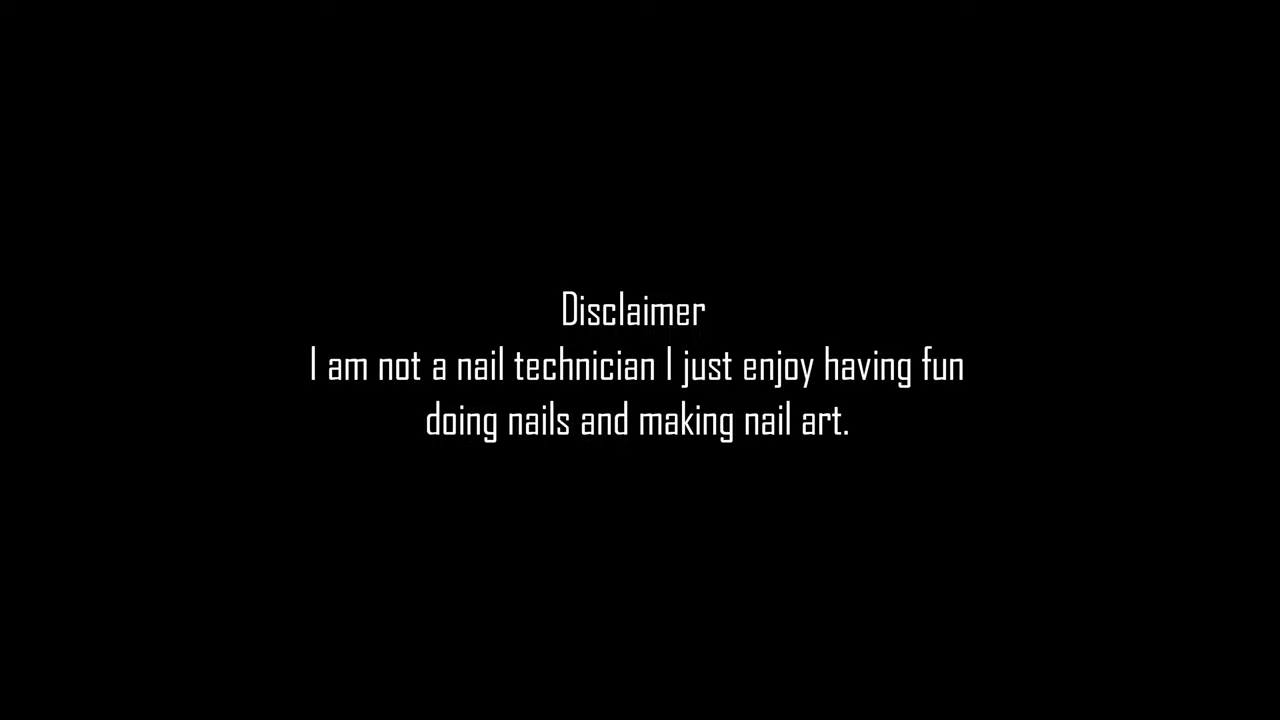 Disclaimer
I am not a nail technician I just enjoy having fun
doing nails and making nail art.